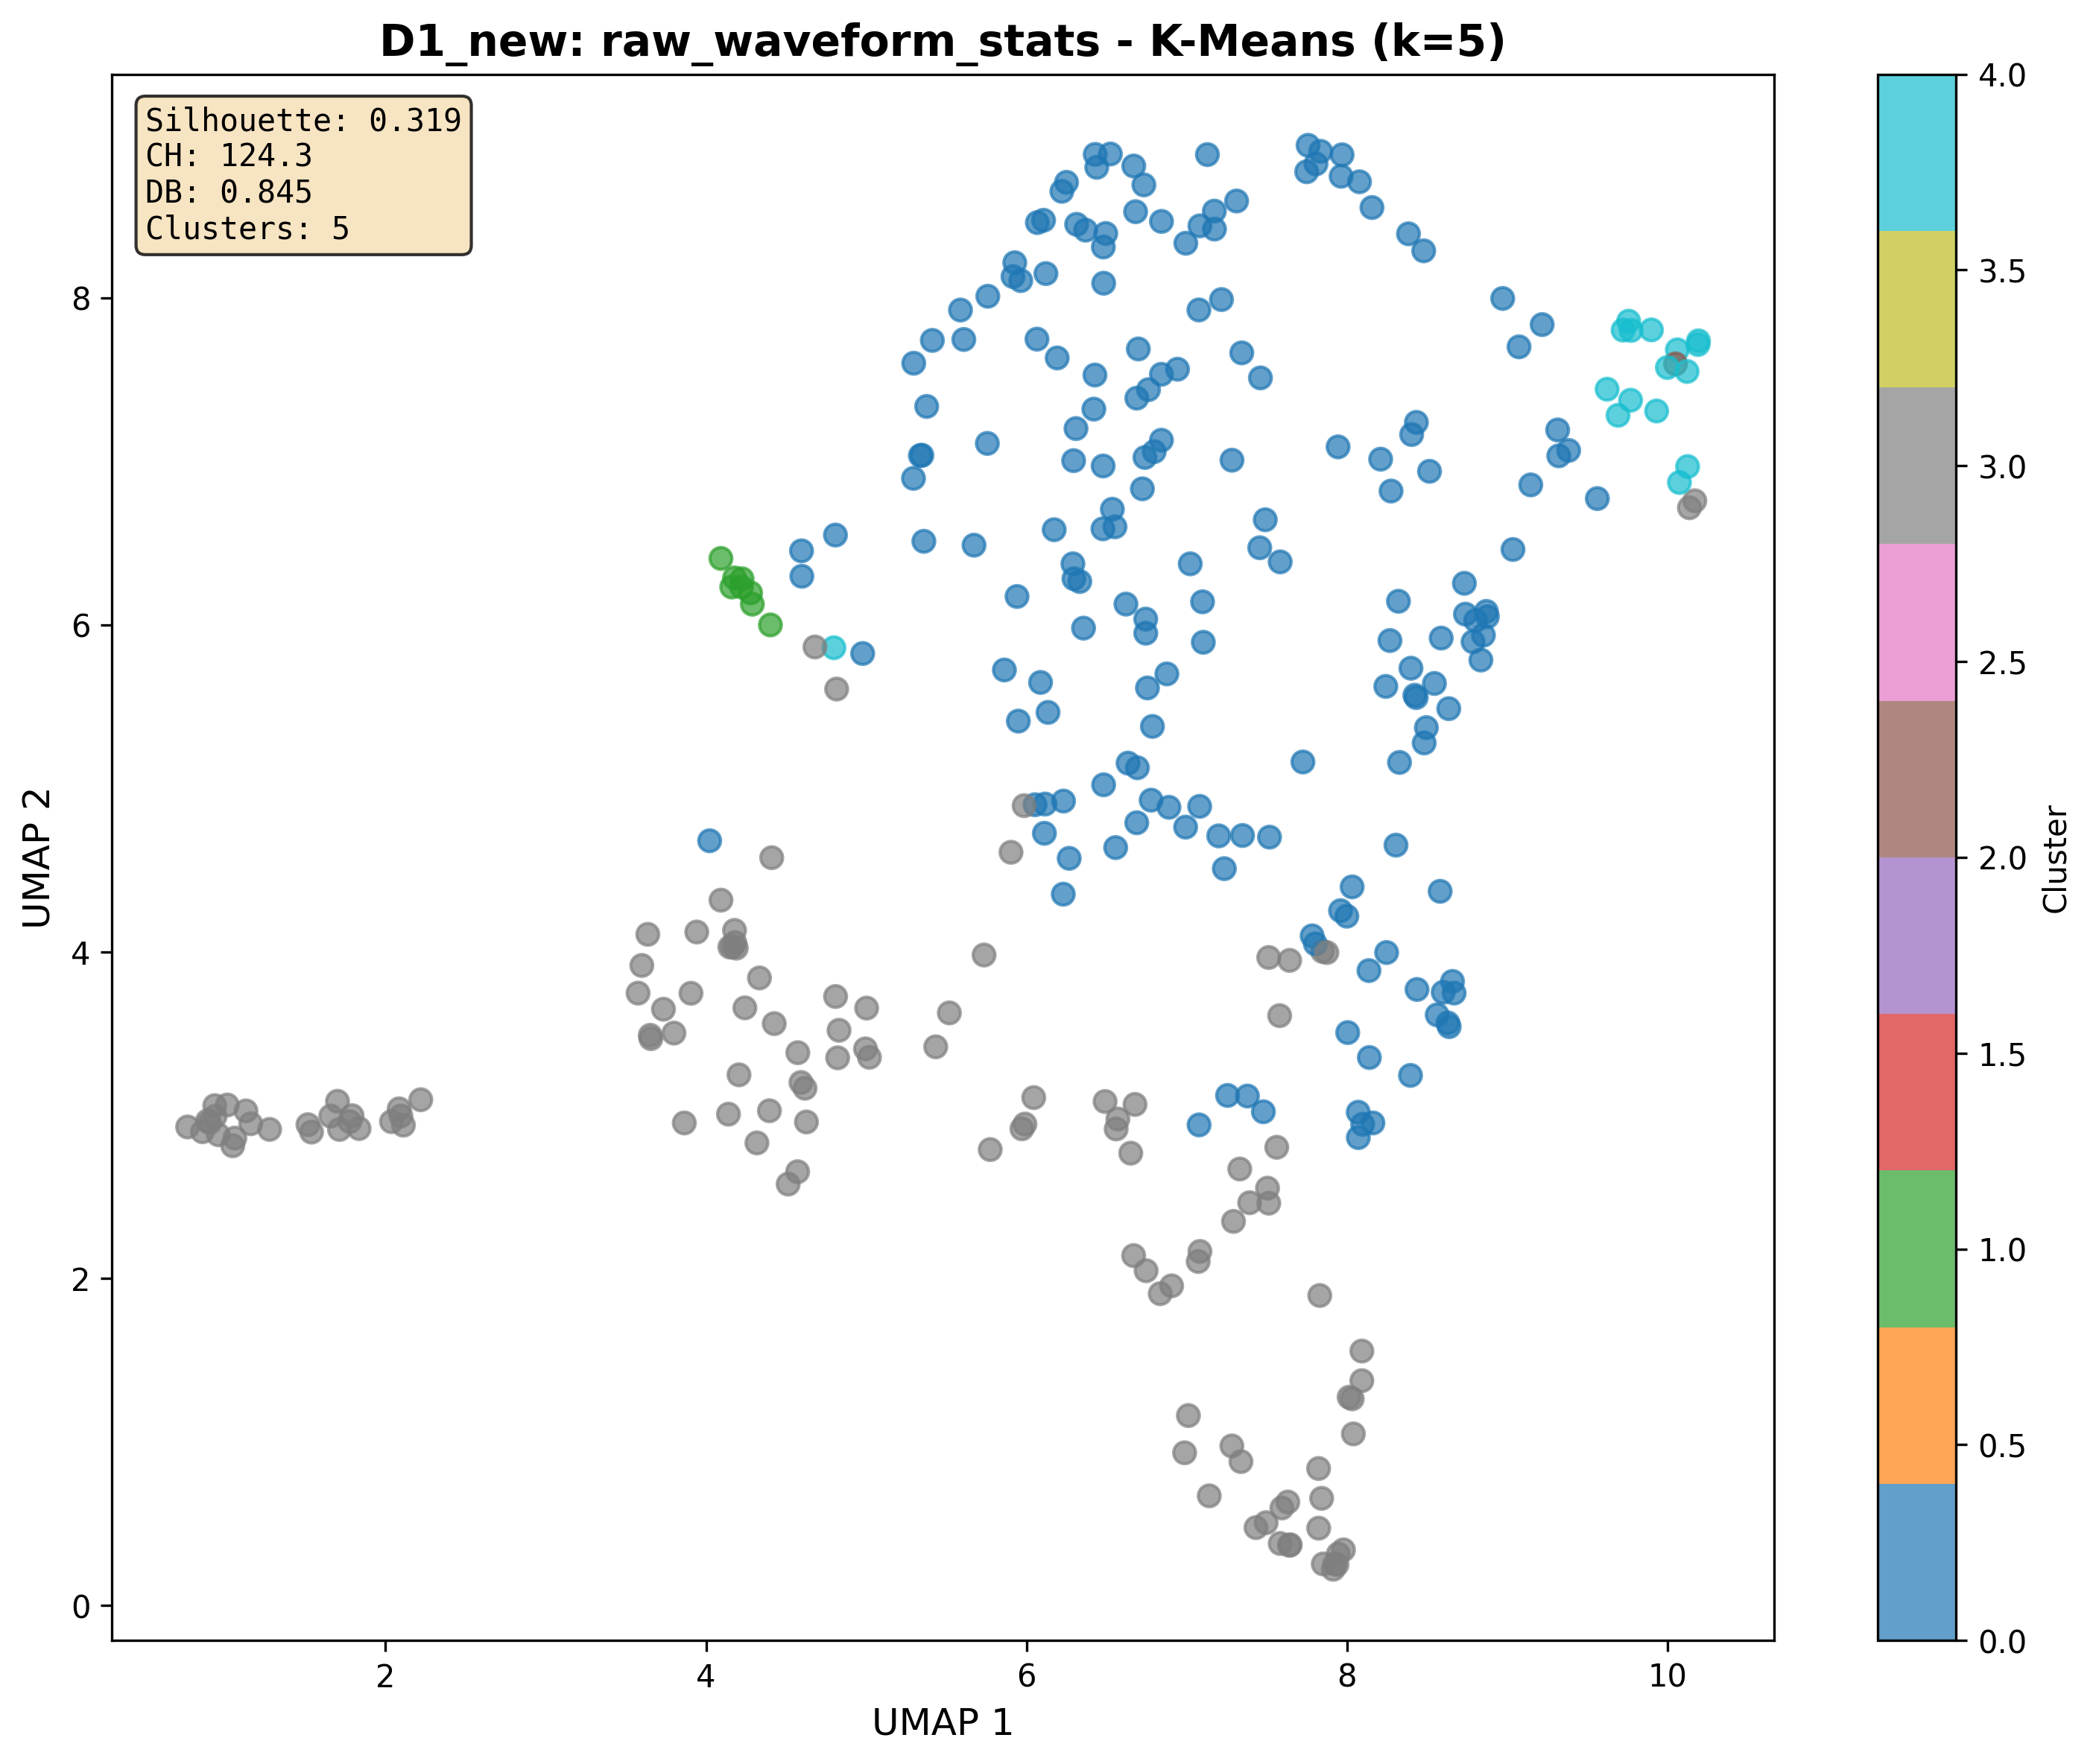 D1_new: raw_waveform_stats - K-Means (k=5)
Silhouette: 0.319
CH: 124.3
DB: 0.845
Clusters: 5
8
6
4
2
0
UMAP 2
2
4
6
8
10
UMAP 1
4.0
3.5
3.0
2.5
2.0
1.5
1.0
0.5
0.0
Cluster